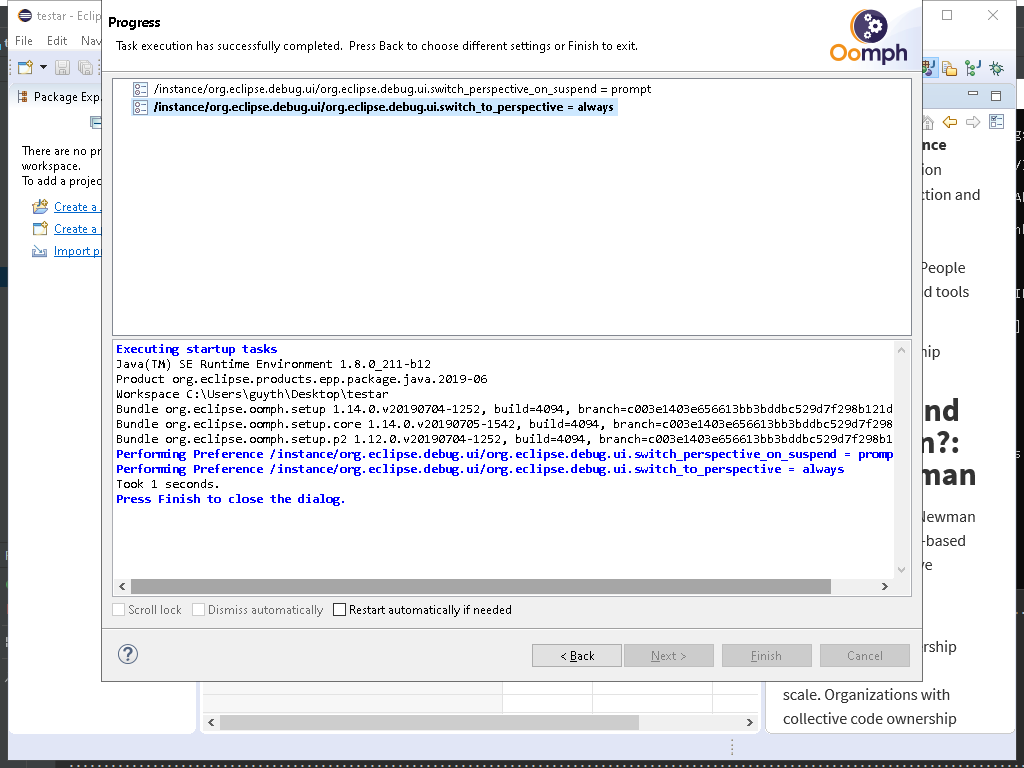 testar - Eclip
File Edit Nav
Package Exp
There are no pr
workspace.
To add a projec
Create a
Create a
Import p
Progress
Task execution has successfully completed. Press Back to choose different settings or Finish to exit.
Oomph
/instance/org.eclipse.debug.ui/org.eclipse.debug.ui.switch_perspective_on_suspend = prompt
/instance/org.eclipse.debug.ui/org.eclipse.debug.ui.switch_to_perspective = always
Executing startup tasks
Java(TM) SE Runtime Environment 1.8.0_211-b12
Product org.eclipse.products.epp.package.java.2019-06
Workspace C:\Users\guyth\Desktop\testar
Bundle org.eclipse.oomph.setup 1.14.0.v20190704-1252, build=4094, branch=c003e1403e656613bb3bddbc529d7f298b121d
Bundle org.eclipse.oomph.setup.core 1.14.0.v20190705-1542, build=4094, branch=c003e1403e656613bb3bddbc529d7f298
Bundle org.eclipse.oomph.setup.p2 1.12.0.v20190704-1252, build=4094, branch=c003e1403e656613bb3bddbc529d7f298b1
Performing Preference /instance/org.eclipse.debug.ui/org.eclipse.debug.ui.switch_perspective_on_suspend = promp
Performing Preference /instance/org.eclipse.debug.ui/org.eclipse.debug.ui.switch_to_perspective = always
Took 1 seconds.
Press Finish to close the dialog.
Scroll lock Dismiss automatically Restart automatically if needed
< Back Next > Finish Cancel
nce
ion
ction and
People
d tools
hip
nd
n?:
man
Newman
-based
ve
rship
scale. Organizations with
collective code ownership